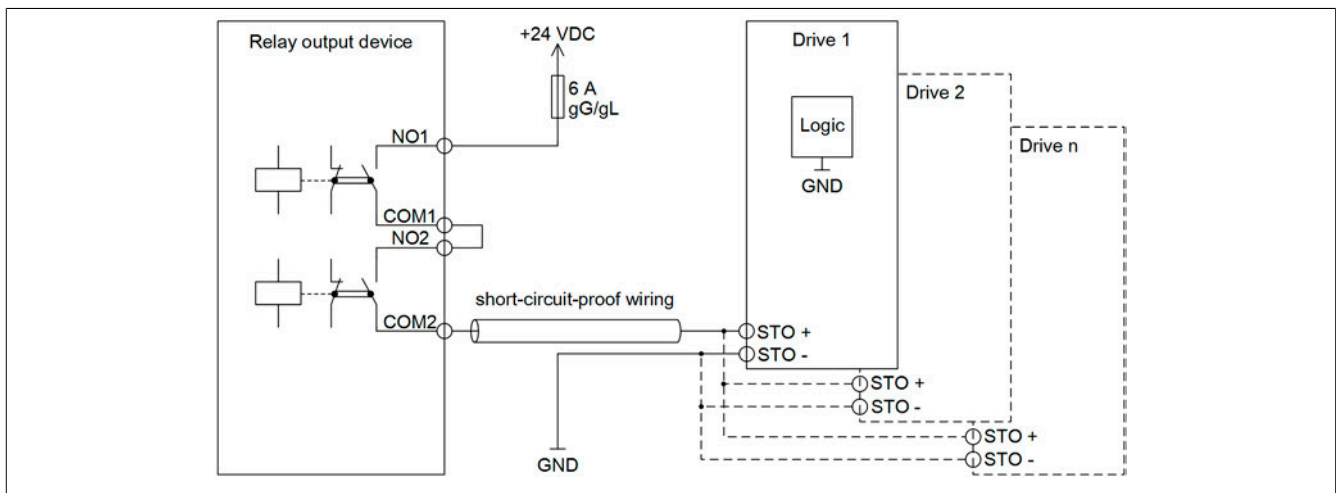 Relay output device
+24 VDC
6 A
gG/gL
NO1
COM1
NO2
COM2
short-circuit-proof wiring
GND
Drive 1
Logic
GND
STO +
STO -
Drive 2
STO +
STO -
Drive n
STO +
STO -